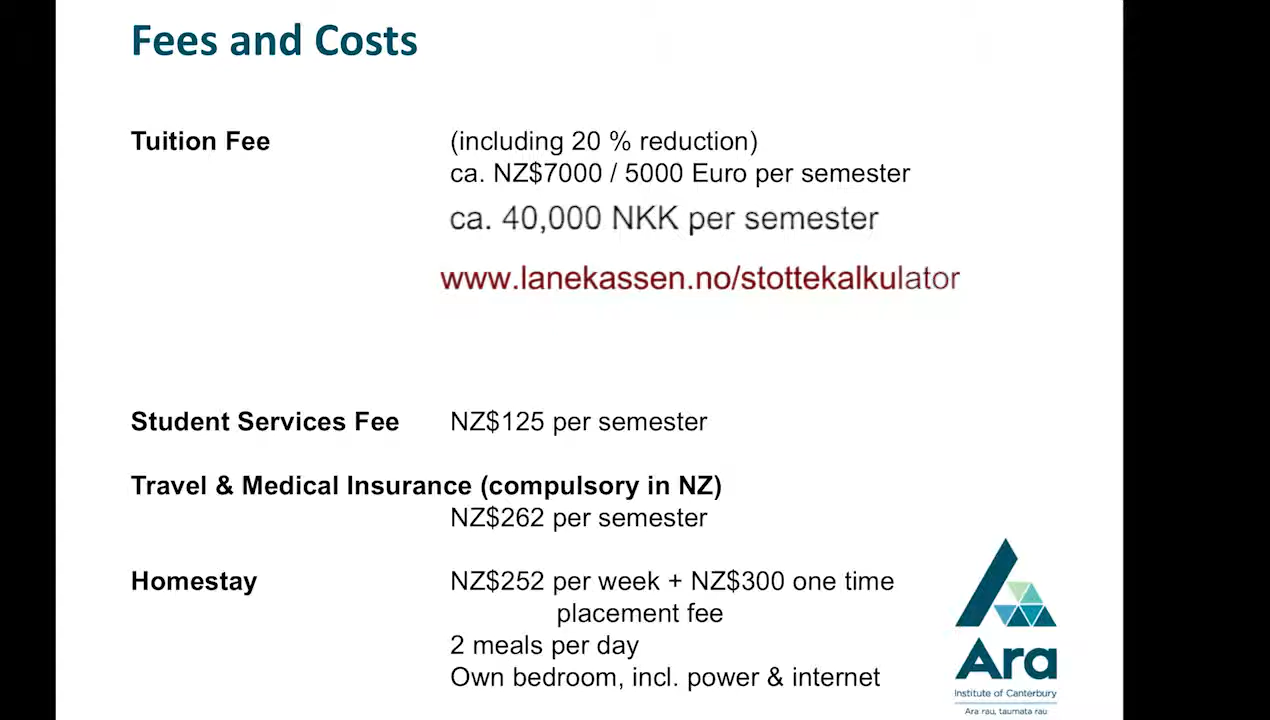 Fees and Costs
Tuition Fee (including 20 % reduction)
ca. NZ$7000 / 5000 Euro per semester
ca. 40,000 NKK per semester
www.lanekassen.no/stottekalkulator
Student Services Fee NZ$125 per semester
Travel & Medical Insurance (compulsory in NZ)
NZ$262 per semester
Homestay NZ$252 per week + NZ$300 one time
placement fee
2 meals per day
Own bedroom, incl. power & internet
Ara
Institute of Canterbury
Ara rau, taumata rau